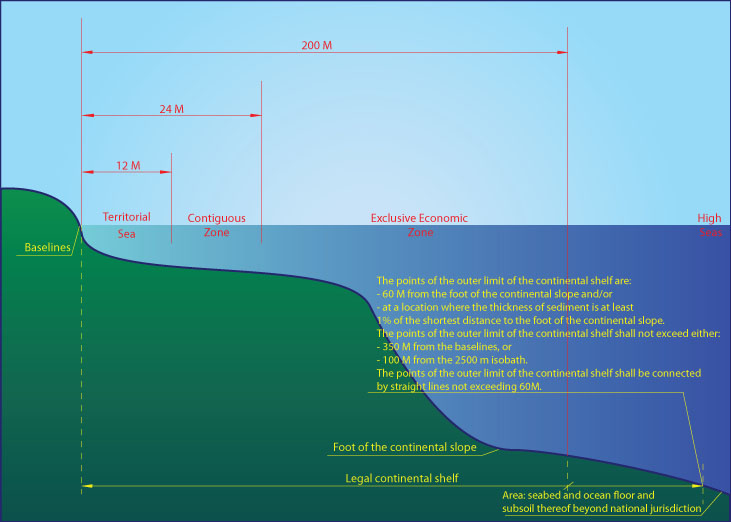 200 M
24 M
12 M
Territorial
Sea
Contiguous
Zone
Exclusive Economic
Zone
High
Seas
Baselines
The points of the outer limit of the continental shelf are:
- 60 M from the foot of the continental slope and/or
- at a location where the thickness of sediment is at least
1% of the shortest distance to the foot of the continental slope.
The points of the outer limit of the continental shelf shall not exceed either:
- 350 M from the baselines, or
- 100 M from the 2500 m isobath.
The points of the outer limit of the continental shelf shall be connected
by straight lines not exceeding 60M.
Foot of the continental slope
Legal continental shelf
Area: seabed and ocean floor and
subsoil thereof beyond national jurisdiction